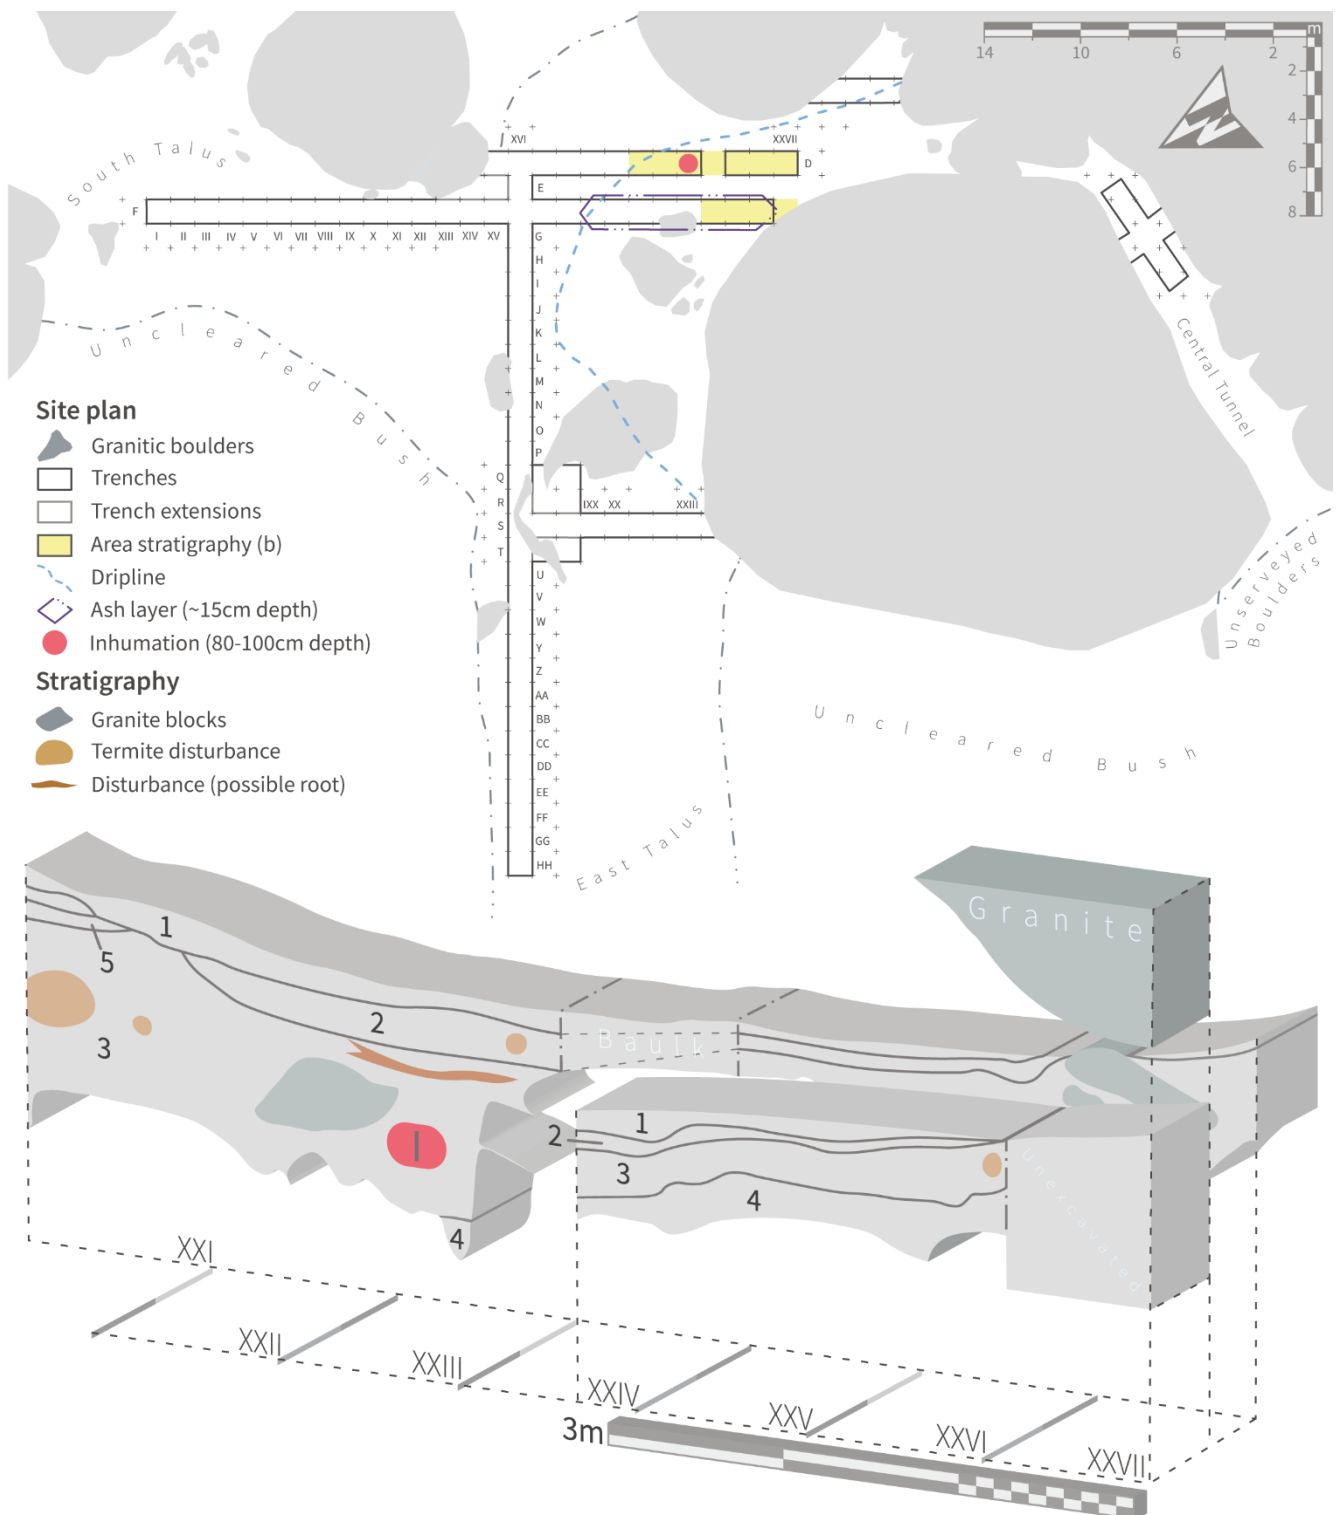 m
14 10 6 2
2
4
6
8
N
XVI
XXVII
D
E
F
South Talus
I II III IV V VI VII VIII IX X XI XII XIII XIV XV
G
H
I
J
K
L
M
N
O
P
Q
R
S
T
IXX XX XXIII
U
V
W
Y
Z
AA
BB
CC
DD
EE
FF
GG
HH
Central Tunnel
Uncleared Bush
Unserveyed
Boulders
Uncleared Bush
East Talus
Site plan
Granitic boulders
Trenches
Trench extensions
Area stratigraphy (b)
Dripline
Ash layer (~15cm depth)
Inhumation (80-100cm depth)
Stratigraphy
Granite blocks
Termite disturbance
Disturbance (possible root)
Granite
1
5
2
3
Baulk
1
2
3
4
4
Unexcavated
XXI
XXII
XXIII
XXIV
XXV
XXVI
XXVII
3m